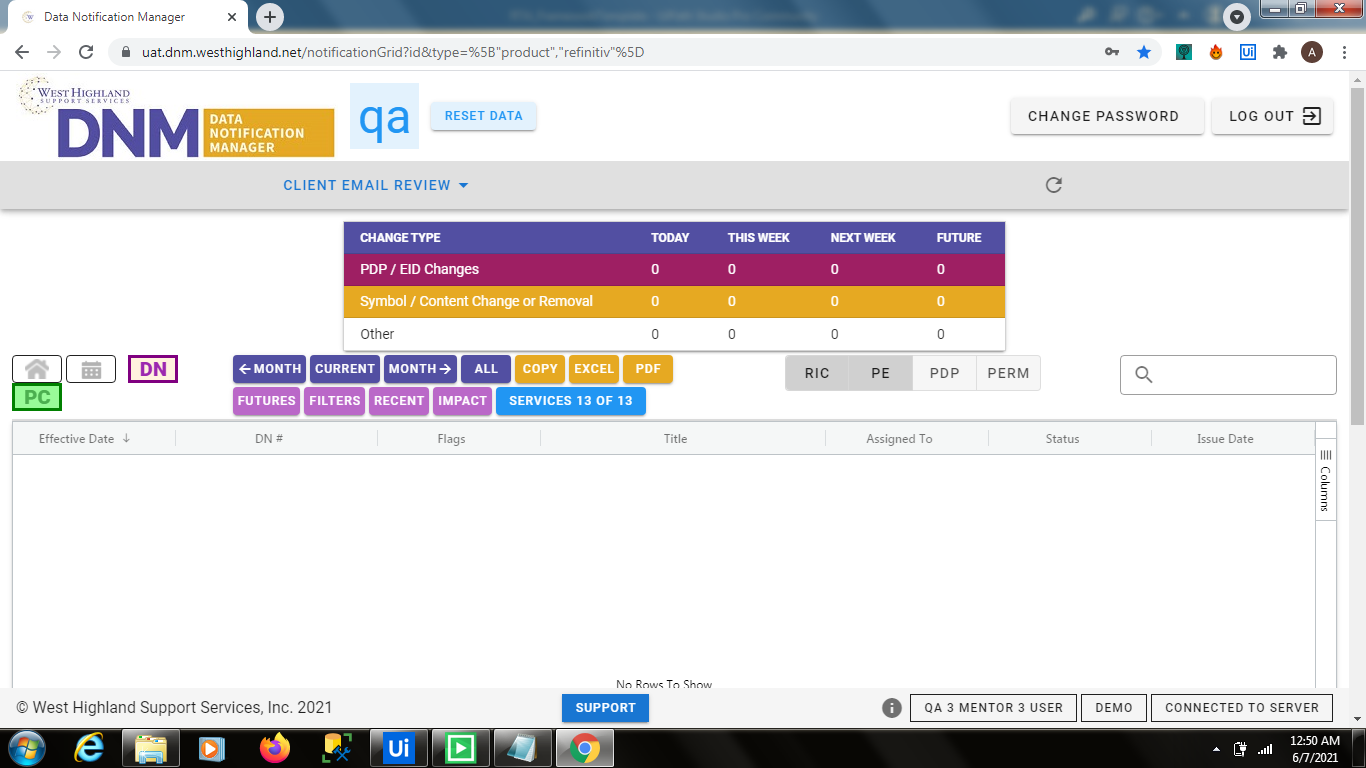 Data Notification Manager
uat.dnm.westhighland.net/notificationGrid?id&type=%5B"product","refinitiv"%5D
A
WEST HIGHLAND
SUPPORT SERVICES
DNM
DATA
NOTIFICATION
MANAGER
qa
RESET DATA
CHANGE PASSWORD
LOG OUT
CLIENT EMAIL REVIEW
CHANGE TYPE TODAY THIS WEEK NEXT WEEK FUTURE
PDP / EID Changes 0 0 0 0
Symbol / Content Change or Removal 0 0 0 0
Other 0 0 0 0
DN
PC
MONTH CURRENT MONTH ALL COPY EXCEL PDF
FUTURES FILTERS RECENT IMPACT SERVICES 13 OF 13
RIC PE PDP PERM
Effective Date DN # Flags Title Assigned To Status Issue Date
Columns
No Rows To Show
© West Highland Support Services, Inc. 2021
SUPPORT
QA 3 MENTOR 3 USER DEMO CONNECTED TO SERVER
Ui
12:50 AM
6/7/2021